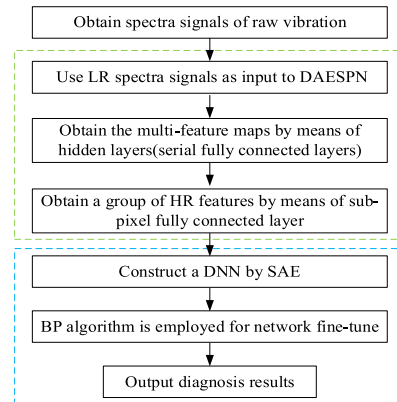 Obtain spectra signals of raw vibration
Use LR spectra signals as input to DAESPN
Obtain the multi-feature maps by means of
hidden layers(serial fully connected layers)
Obtain a group of HR features by means of sub-
pixel fully connected layer
Construct a DNN by SAE
BP algorithm is employed for network fine-tune
Output diagnosis results